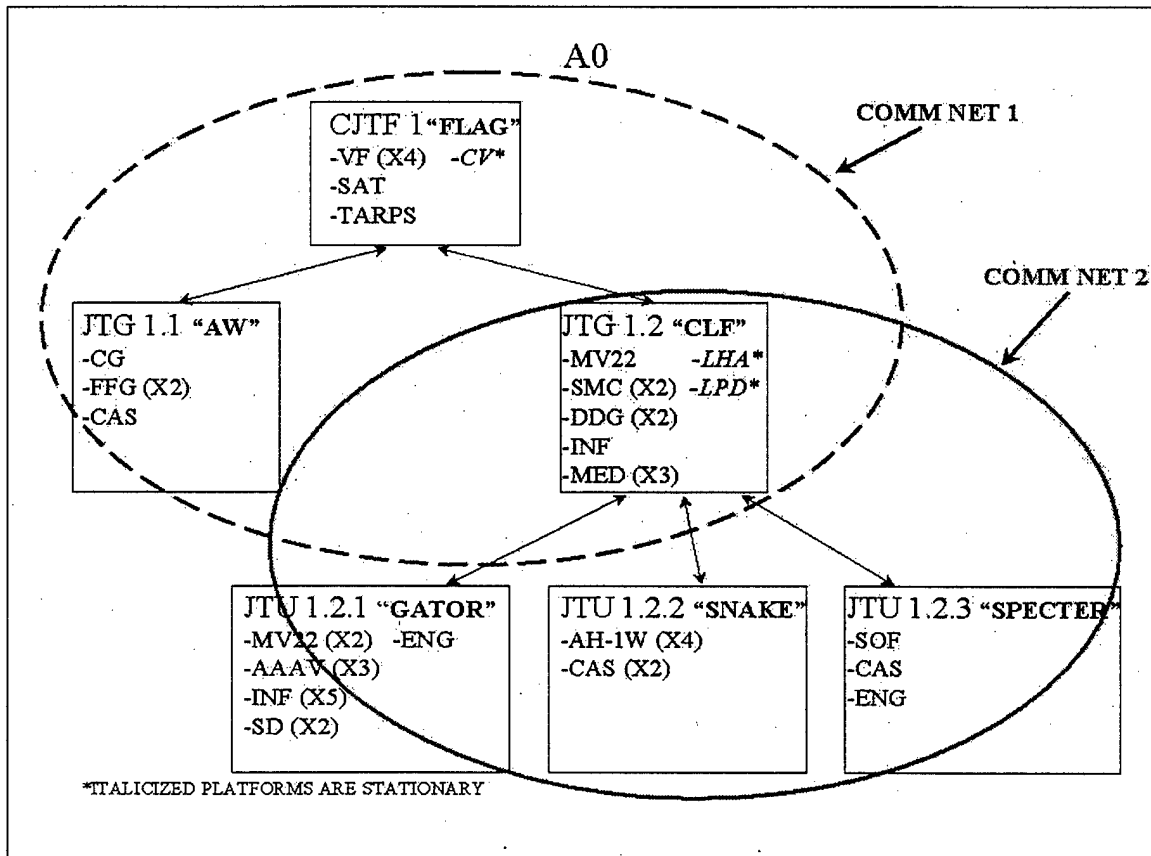 A0
COMM NET 1
CJTF 1 "FLAG"
-VF (X4) -CV*
-SAT
-TARPS
COMM NET 2
JTG 1.1 "AW"
-CG
-FFG (X2)
-CAS
JTG 1.2 "CLF"
-MV22 -LHA*
-SMC (X2) -LPD*
-DDG (X2)
-INF
-MED (X3)
JTU 1.2.1 "GATOR"
-MV22 (X2) -ENG
-AAAV (X3)
-INF (X5)
-SD (X2)
JTU 1.2.2 "SNAKE"
-AH-1W (X4)
-CAS (X2)
JTU 1.2.3 "SPECTER"
-SOF
-CAS
-ENG
*ITALICIZED PLATFORMS ARE STATIONARY